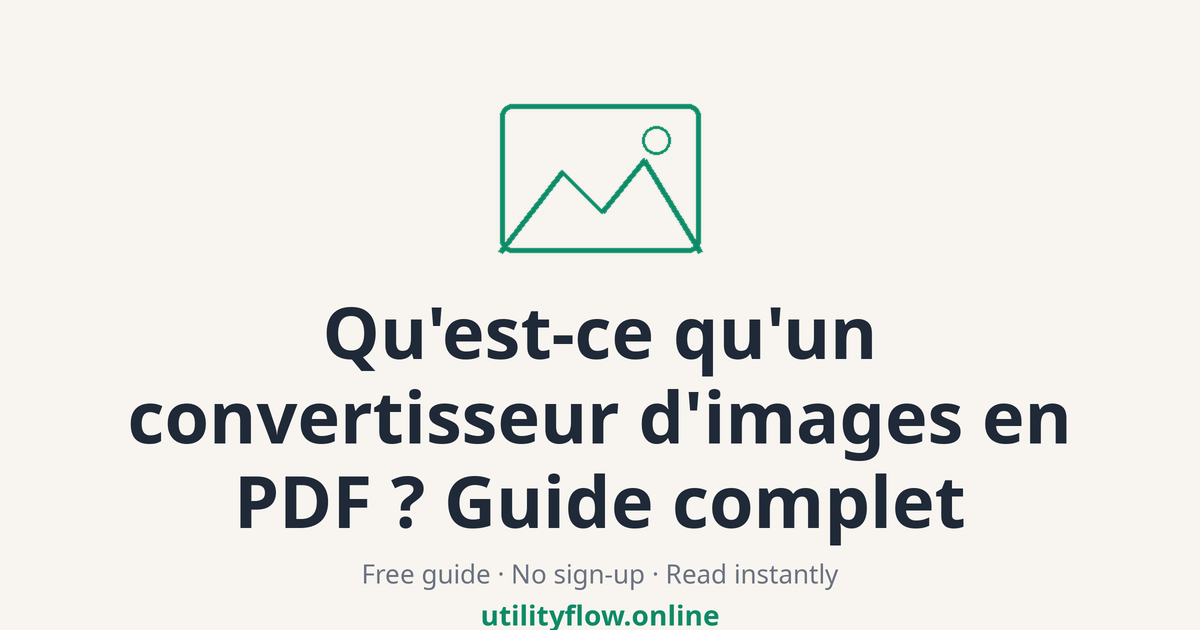 Qu'est-ce qu'un
convertisseur d'images en
PDF ? Guide complet
Free guide · No sign-up · Read instantly
utilityflow.online